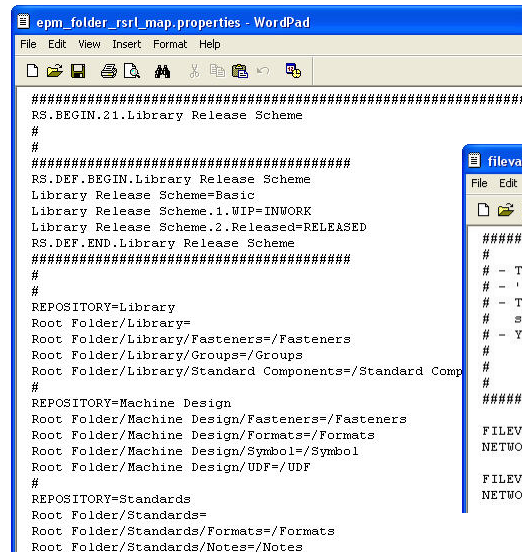 epm_folder_rsrl_map.properties - WordPad
File Edit View Insert Format Help
################################################################
RS.BEGIN.21.Library Release Scheme
#
#
########################################
RS.DEF.BEGIN.Library Release Scheme
Library Release Scheme=Basic
Library Release Scheme.1.WIP=INWORK
Library Release Scheme.2.Released=RELEASED
RS.DEF.END.Library Release Scheme
########################################
#
#
REPOSITORY=Library
Root Folder/Library=
Root Folder/Library/Fasteners=/Fasteners
Root Folder/Library/Groups=/Groups
Root Folder/Library/Standard Components=/Standard Comp
#
REPOSITORY=Machine Design
Root Folder/Machine Design/Fasteners=/Fasteners
Root Folder/Machine Design/Formats=/Formats
Root Folder/Machine Design/Symbol=/Symbol
Root Folder/Machine Design/UDF=/UDF
#
REPOSITORY=Standards
Root Folder/Standards=
Root Folder/Standards/Formats=/Formats
Root Folder/Standards/Notes=/Notes
fileva
File Edit
#####
#
# - T
# - '
# - T
# s
# - Y
#
#
#
#####
FILEV
NETWO
FILEV
NETWO